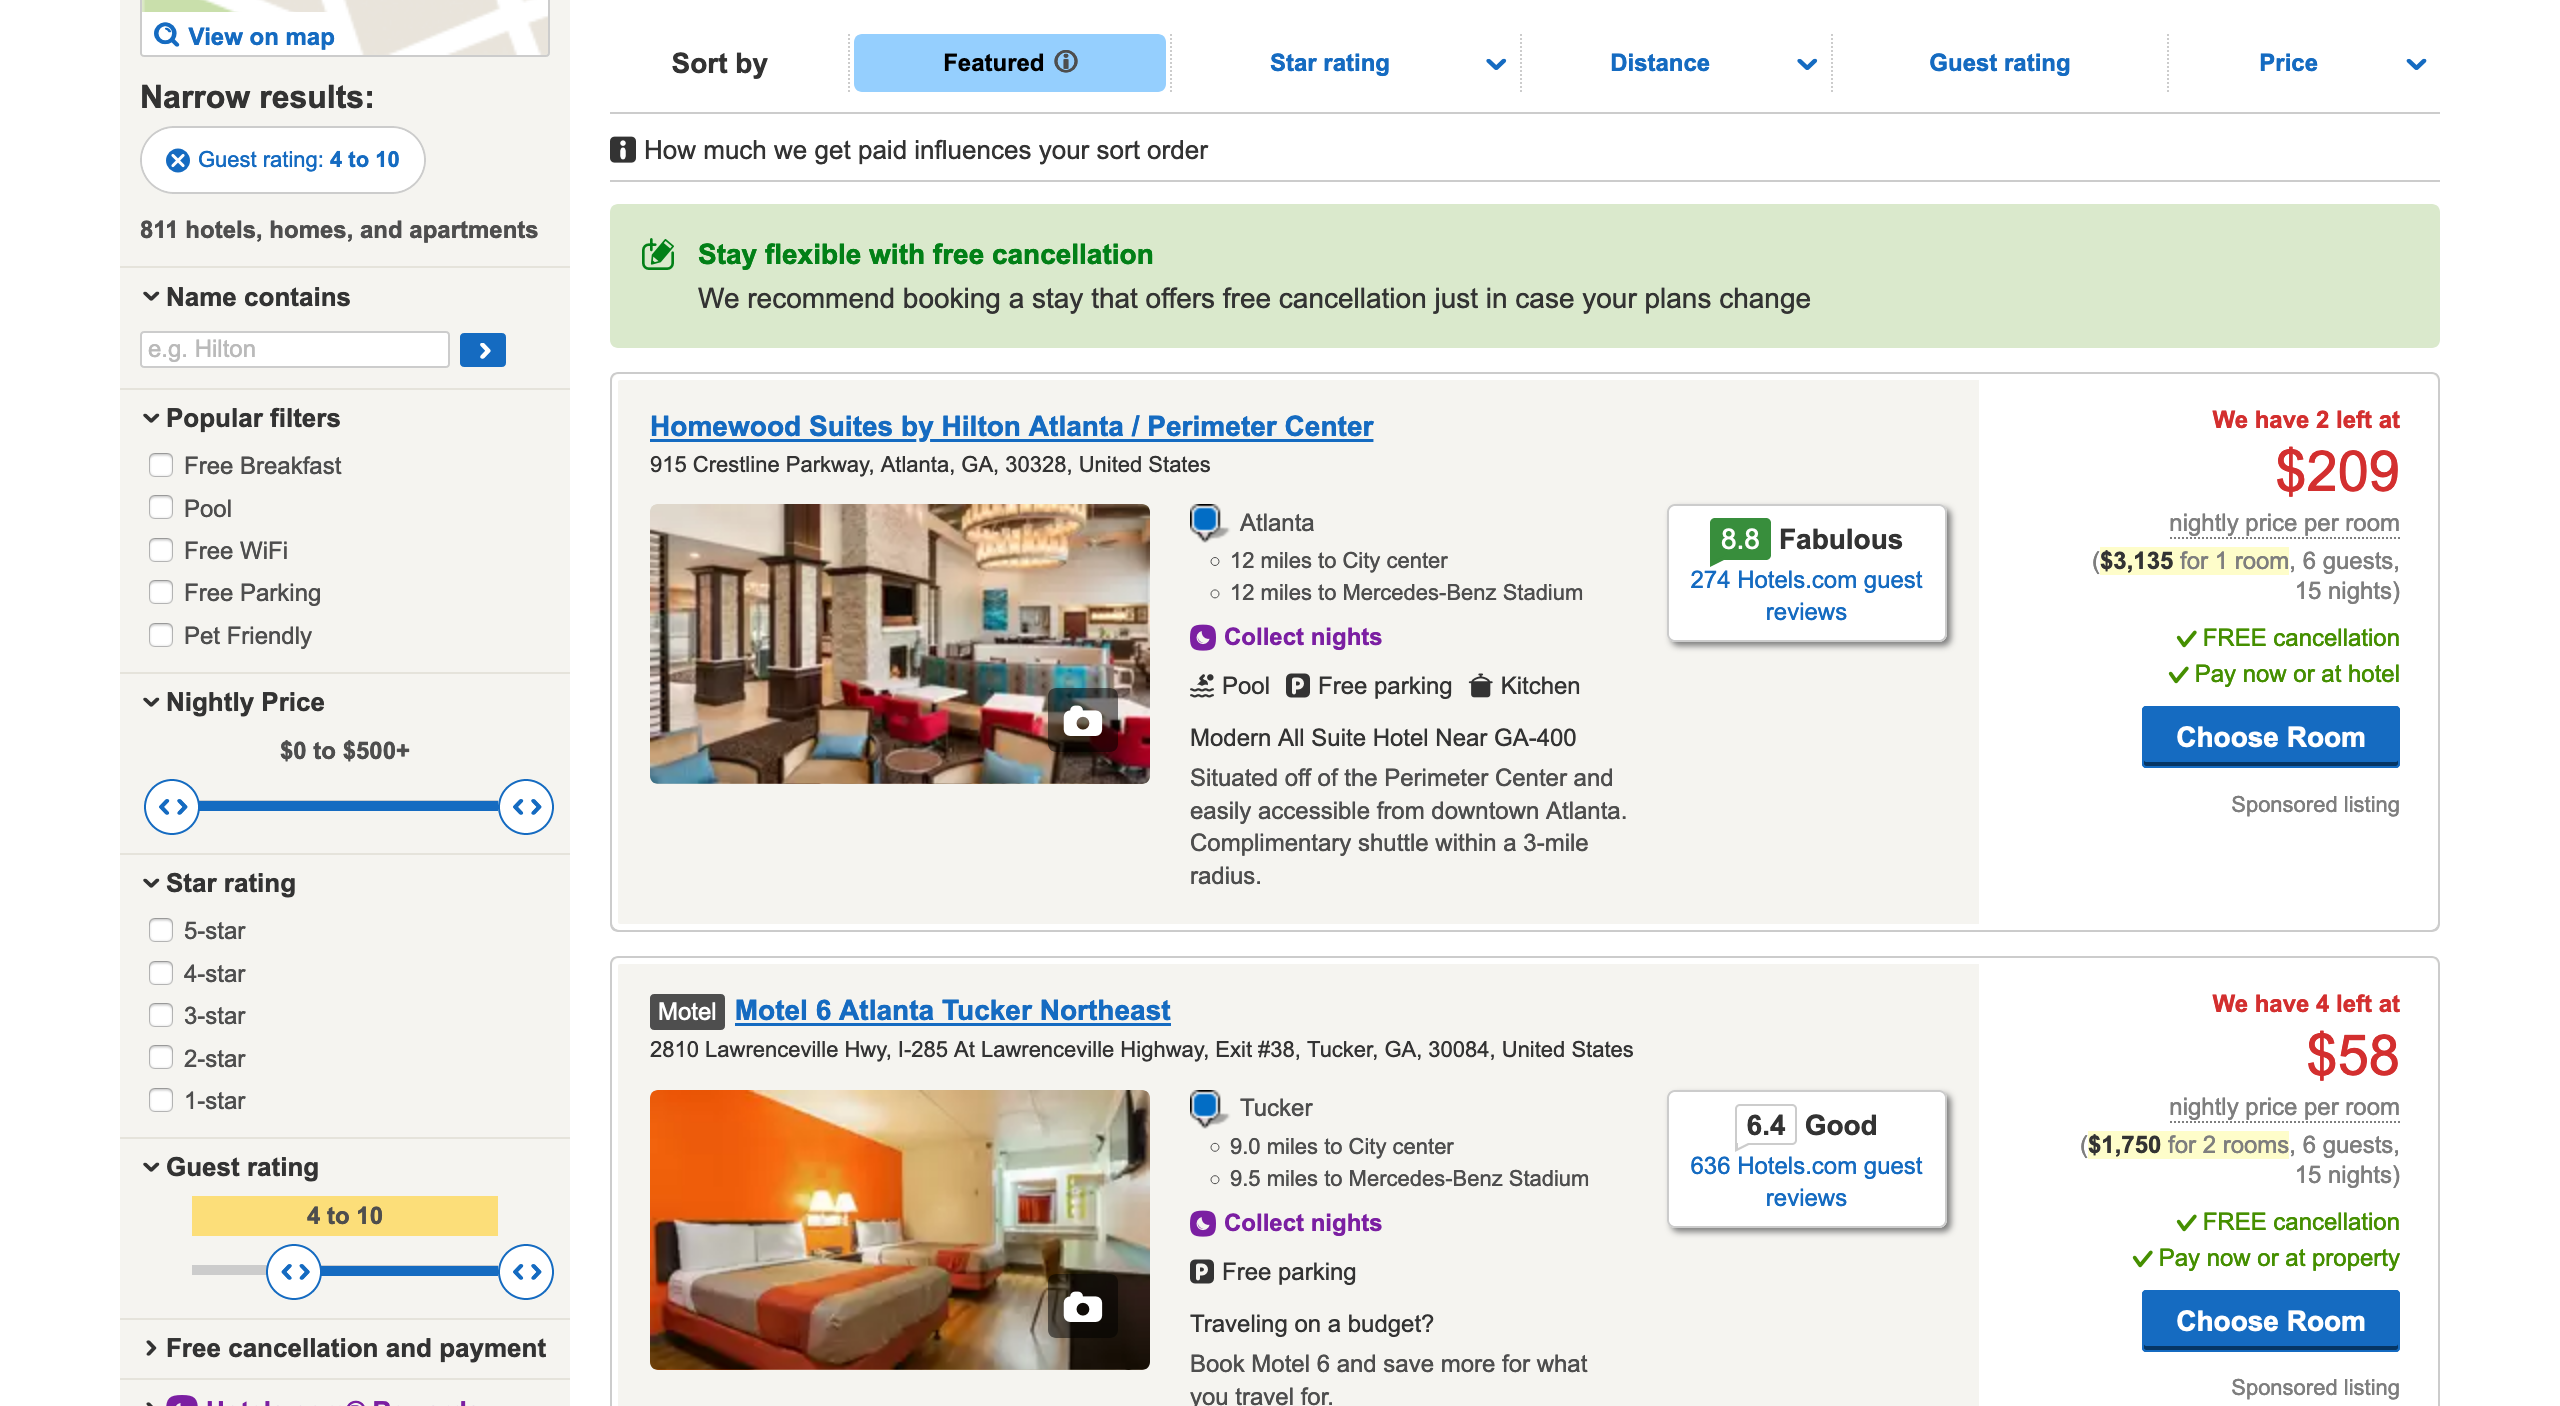 View on map
Narrow results:
Guest rating: 4 to 10
811 hotels, homes, and apartments
Name contains
e.g. Hilton
Popular filters
Free Breakfast
Pool
Free WiFi
Free Parking
Pet Friendly
Nightly Price
$0 to $500+
Star rating
5-star
4-star
3-star
2-star
1-star
Guest rating
4 to 10
Free cancellation and payment
Sort by
Featured
Star rating
Distance
Guest rating
Price
How much we get paid influences your sort order
Stay flexible with free cancellation
We recommend booking a stay that offers free cancellation just in case your plans change
Homewood Suites by Hilton Atlanta / Perimeter Center
915 Crestline Parkway, Atlanta, GA, 30328, United States
Atlanta
12 miles to City center
12 miles to Mercedes-Benz Stadium
Collect nights
Pool P Free parking Kitchen
Modern All Suite Hotel Near GA-400
Situated off of the Perimeter Center and
easily accessible from downtown Atlanta.
Complimentary shuttle within a 3-mile
radius.
8.8 Fabulous
274 Hotels.com guest
reviews
We have 2 left at
$209
nightly price per room
($3,135 for 1 room, 6 guests,
15 nights)
FREE cancellation
Pay now or at hotel
Choose Room
Sponsored listing
Motel Motel 6 Atlanta Tucker Northeast
2810 Lawrenceville Hwy, I-285 At Lawrenceville Highway, Exit #38, Tucker, GA, 30084, United States
Tucker
9.0 miles to City center
9.5 miles to Mercedes-Benz Stadium
Collect nights
P Free parking
Traveling on a budget?
Book Motel 6 and save more for what
you travel for.
6.4 Good
636 Hotels.com guest
reviews
We have 4 left at
$58
nightly price per room
($1,750 for 2 rooms, 6 guests,
15 nights)
FREE cancellation
Pay now or at property
Choose Room
Sponsored listing